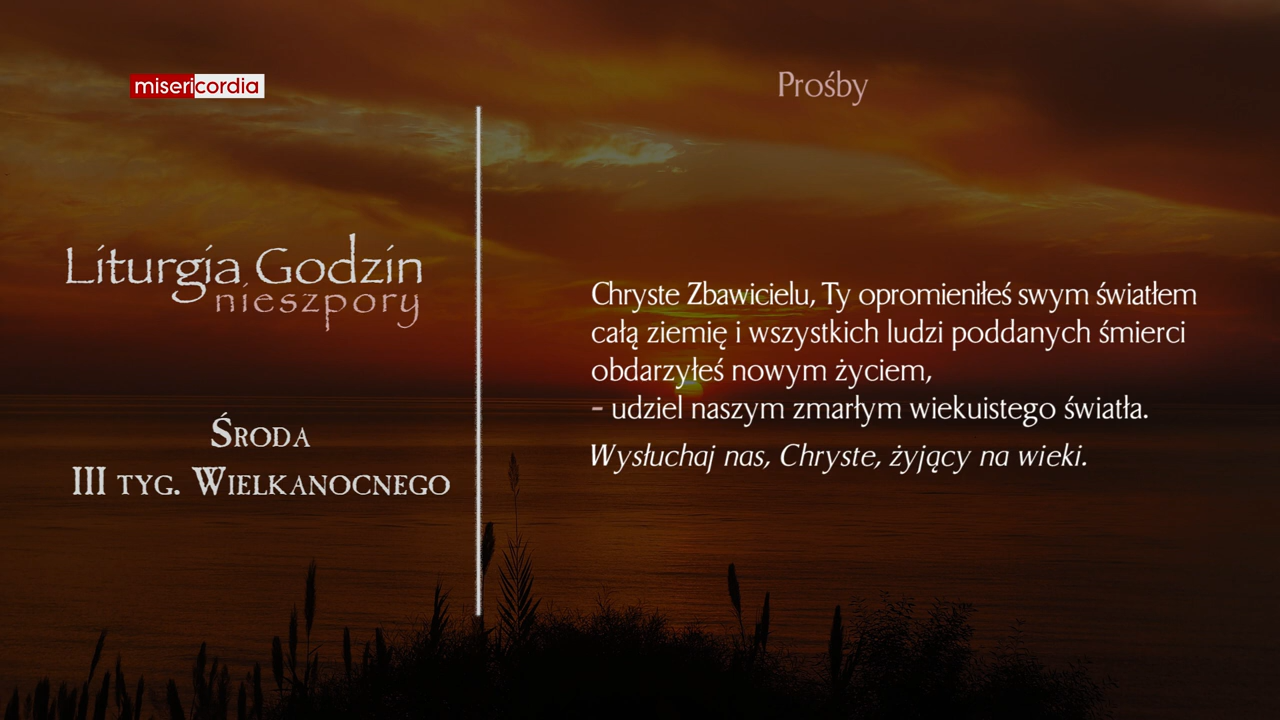 misericordia
Prośby
Liturgia Godzin
nieszpory
Środa
III tyg. Wielkanocnego
Chryste Zbawicielu, Ty opromieniłeś swym światłem
całą ziemię i wszystkich ludzi poddanych śmierci
obdarzyłeś nowym życiem,
– udziel naszym zmarłym wiekuistego światła.
Wysłuchaj nas, Chryste, żyjący na wieki.